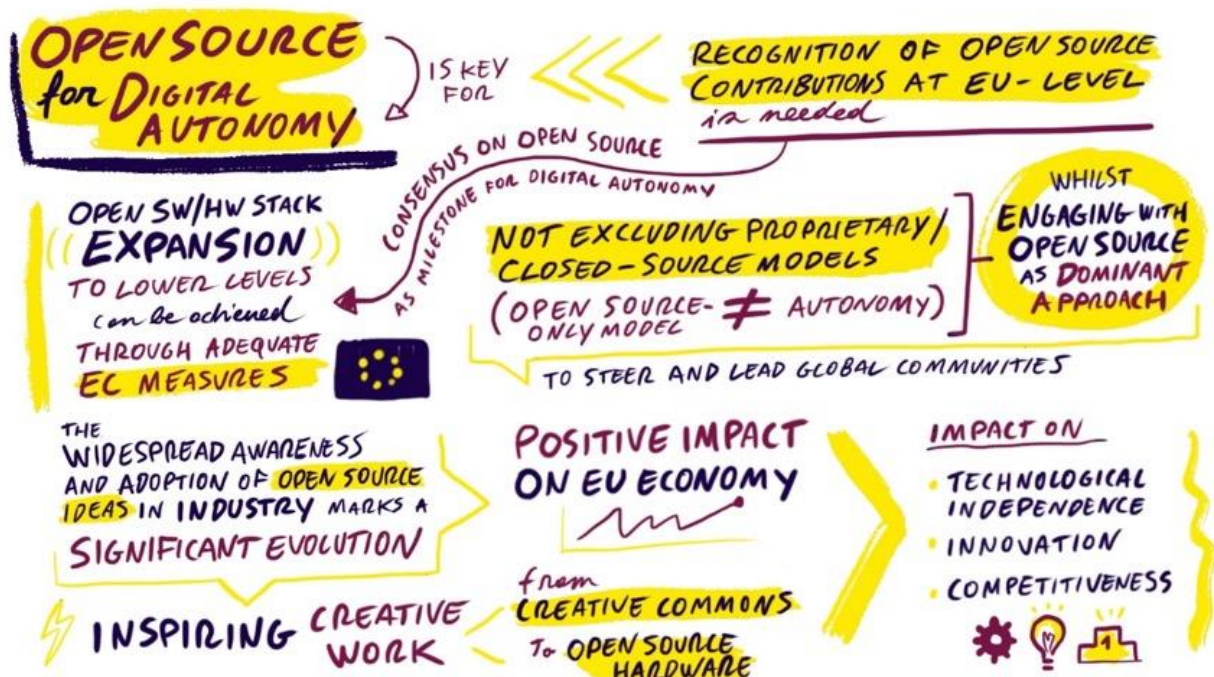 OPEN SOURCE
for DIGITAL
AUTONOMY
IS KEY
FOR
RECOGNITION OF OPEN SOURCE
CONTRIBUTIONS AT EU-LEVEL
is needed
CONSENSUS ON OPEN SOURCE
AS MILESTONE FOR DIGITAL AUTONOMY
OPEN SW/HW STACK
((EXPANSION))
TO LOWER LEVELS
can be achieved
THROUGH ADEQUATE
EC MEASURES
NOT EXCLUDING PROPRIETARY/
CLOSED-SOURCE MODELS
(OPEN SOURCE-
ONLY MODEL ≠ AUTONOMY)
WHILST
ENGAGING WITH
OPEN SOURCE
AS DOMINANT
APPROACH
TO STEER AND LEAD GLOBAL COMMUNITIES
THE
WIDESPREAD AWARENESS
AND ADOPTION OF OPEN SOURCE
IDEAS IN INDUSTRY MARKS A
SIGNIFICANT EVOLUTION
POSITIVE IMPACT
ON EU ECONOMY
IMPACT ON
• TECHNOLOGICAL
INDEPENDENCE
• INNOVATION
• COMPETITIVENESS
1
INSPIRING CREATIVE
WORK
from
CREATIVE COMMONS
To OPEN SOURCE
HARDWARE